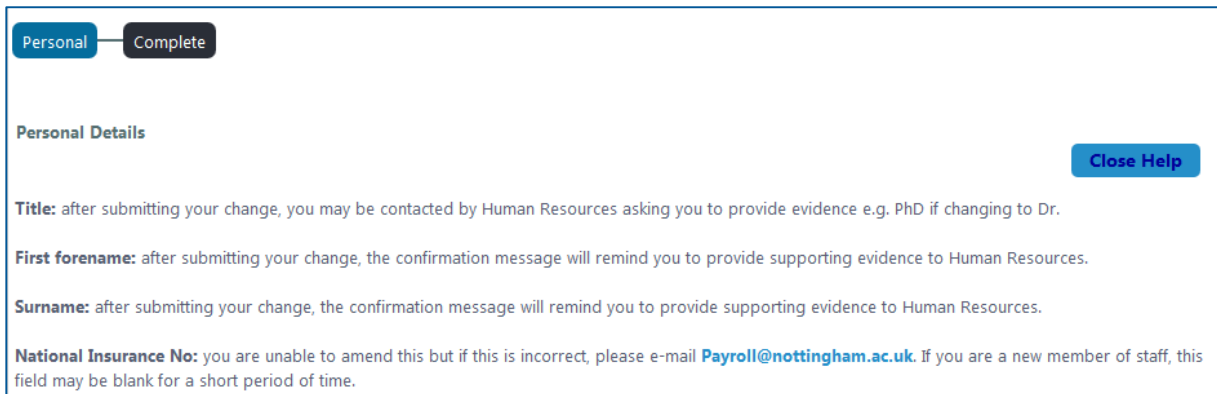 Personal Complete
Personal Details
Close Help
Title: after submitting your change, you may be contacted by Human Resources asking you to provide evidence e.g. PhD if changing to Dr.
First forename: after submitting your change, the confirmation message will remind you to provide supporting evidence to Human Resources.
Surname: after submitting your change, the confirmation message will remind you to provide supporting evidence to Human Resources.
National Insurance No: you are unable to amend this but if this is incorrect, please e-mail Payroll@nottingham.ac.uk. If you are a new member of staff, this
field may be blank for a short period of time.